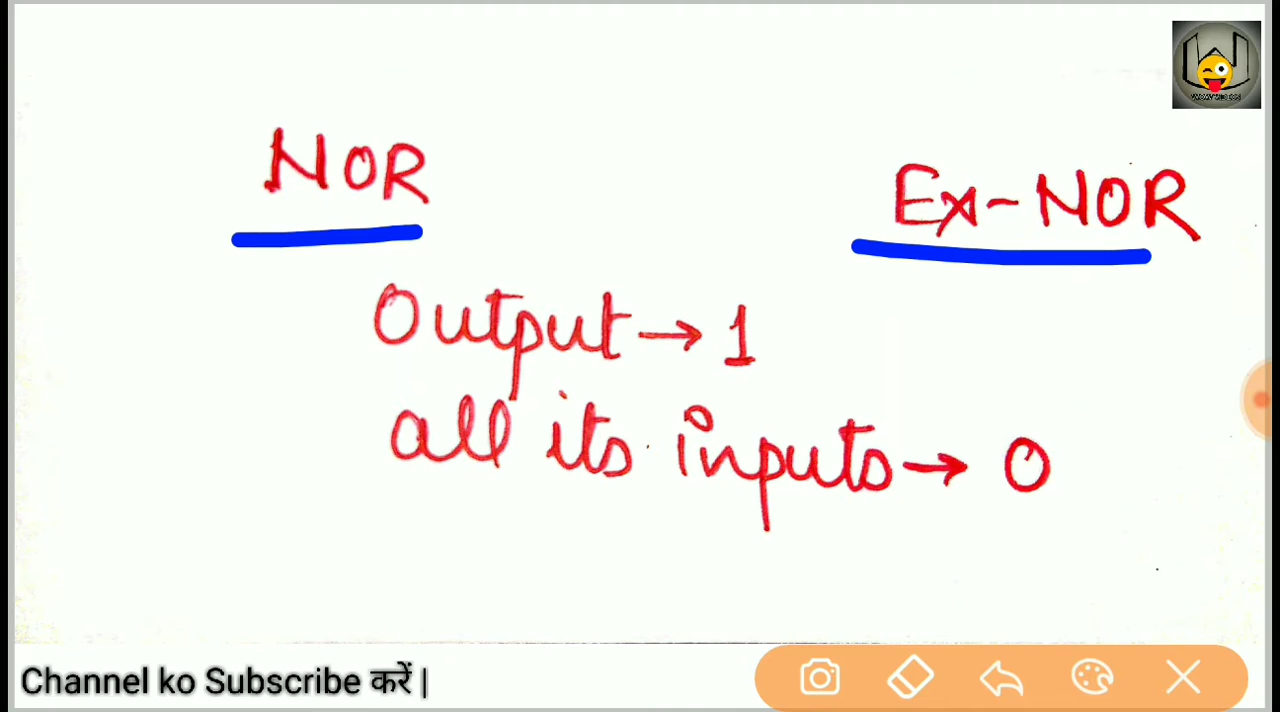 NOR
Ex-NOR
Output→1
all its inputs→0
Channel ko Subscribe करें |